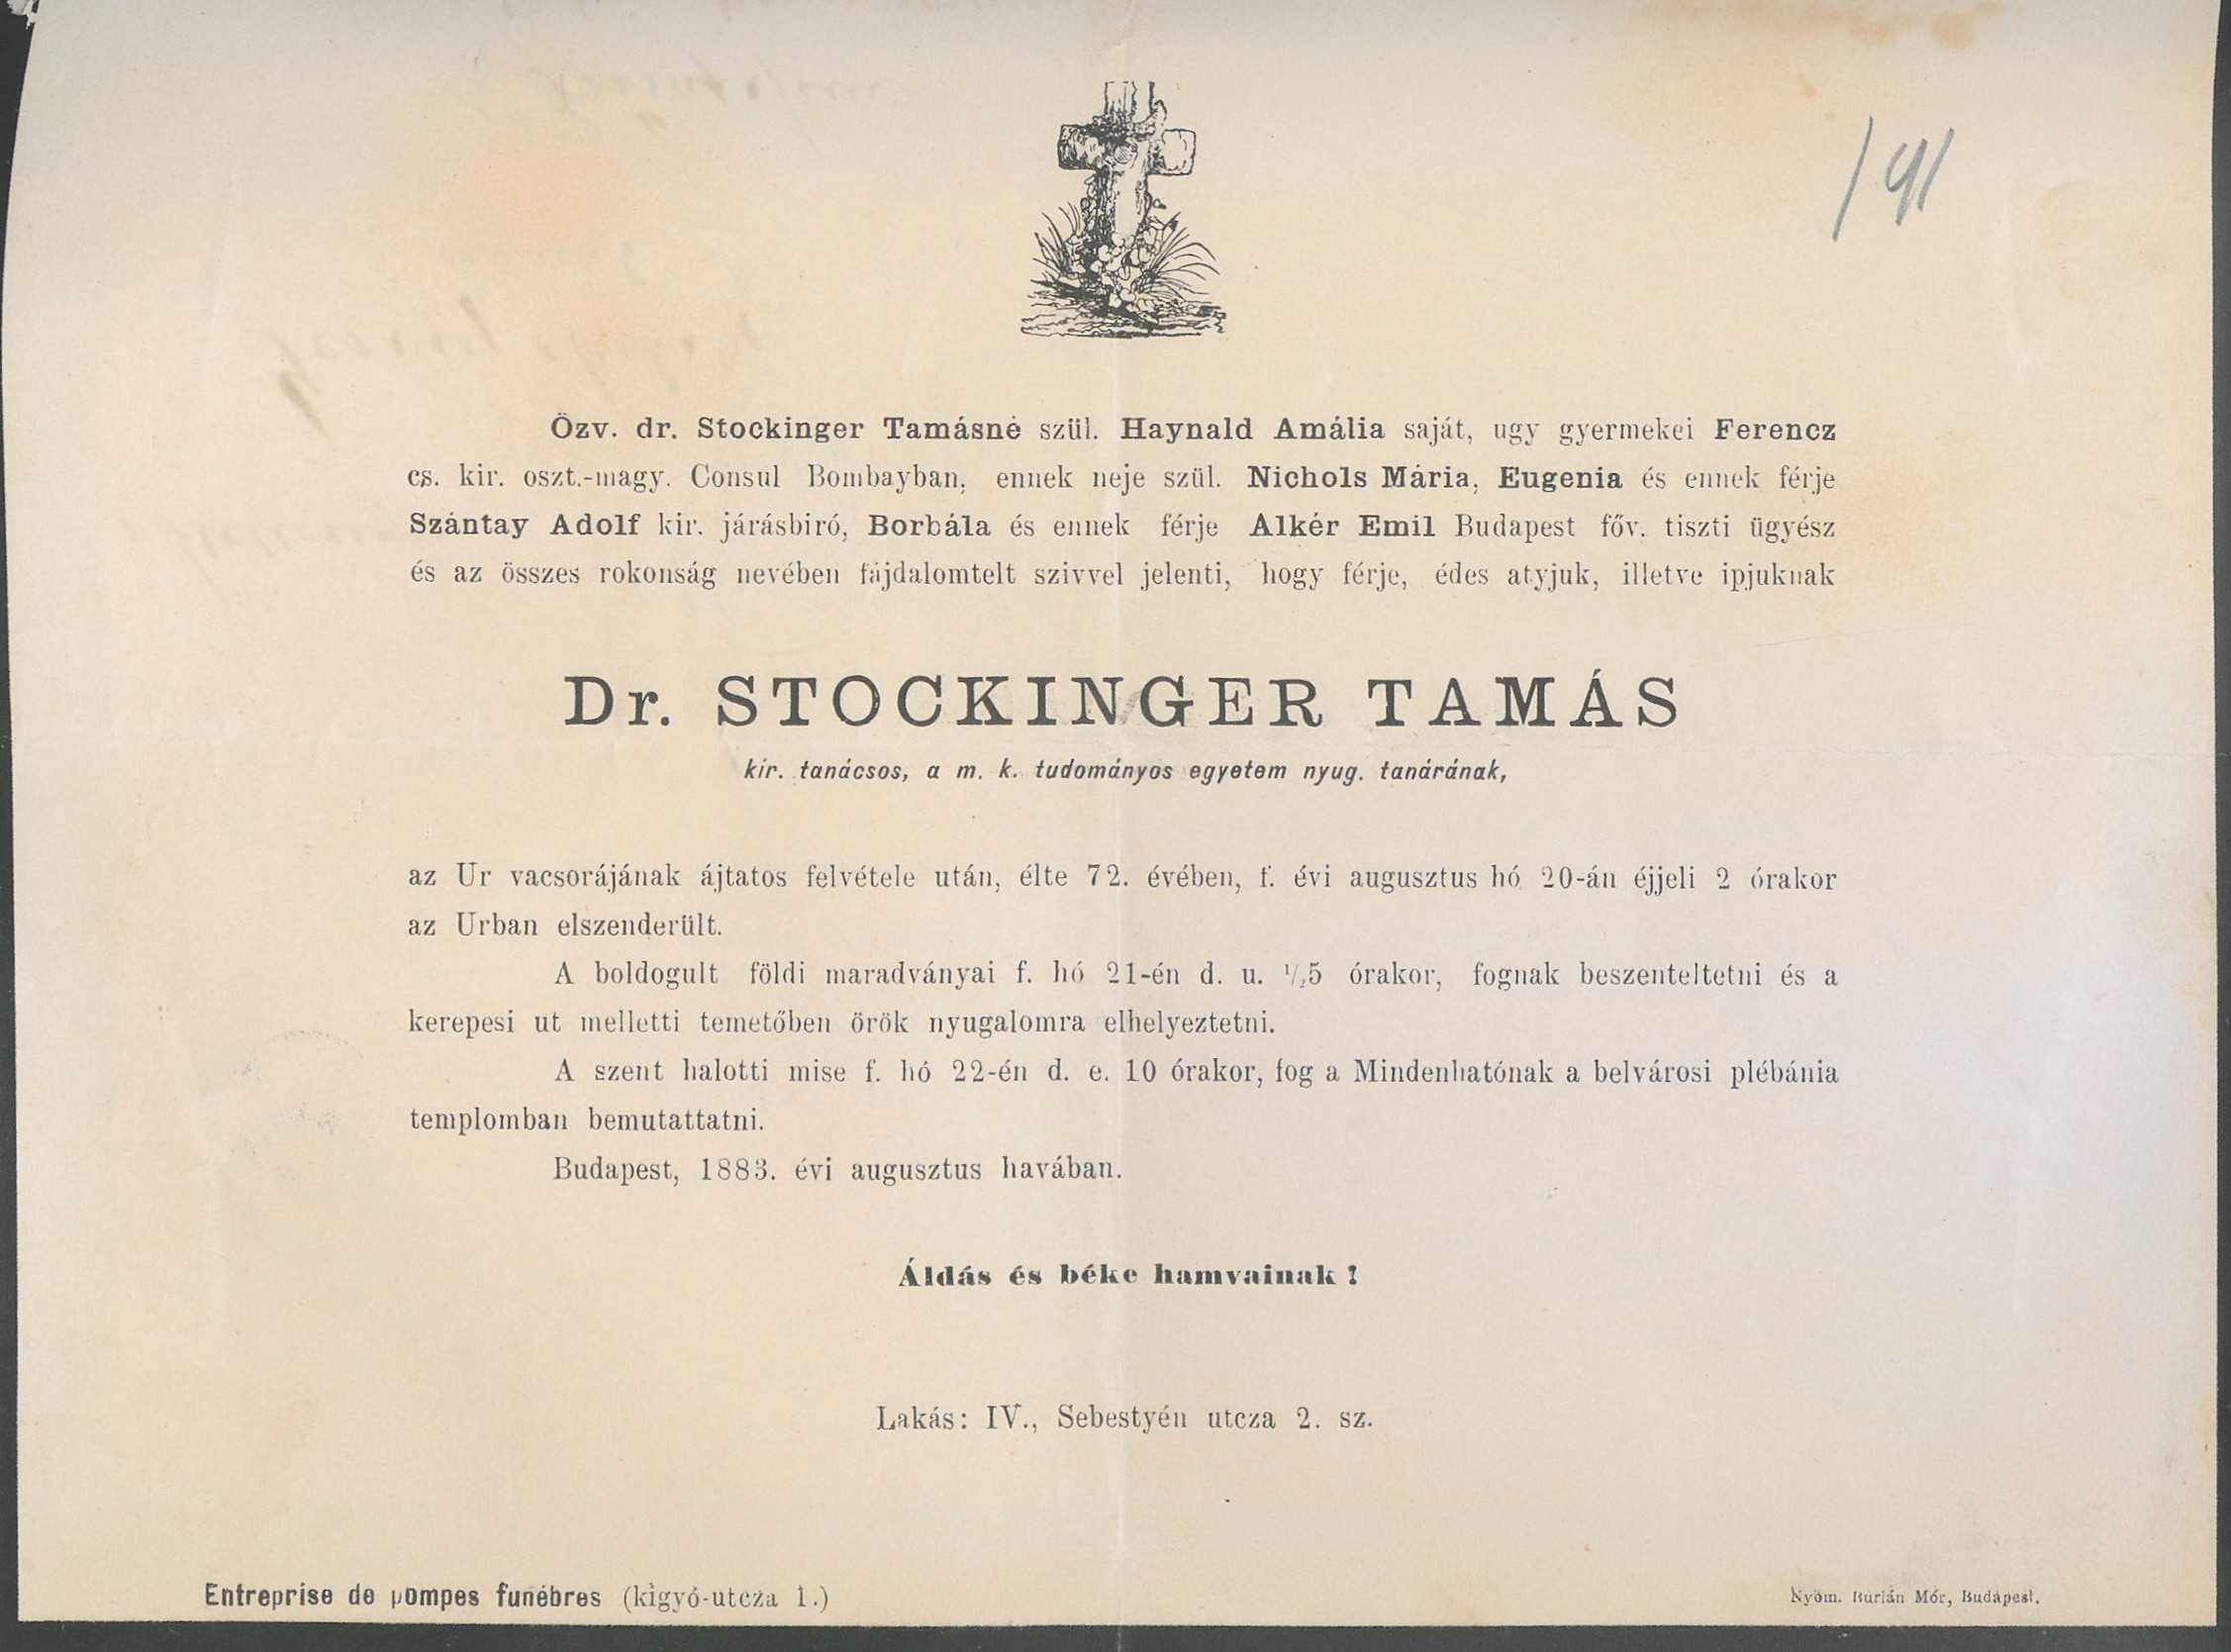 191
Özv. dr. Stockinger Tamásné szül. Haynald Amália saját, ugy gyermekei Ferencz
cs. kir. oszt.-magy. Consul Bombayban, ennek neje szül. Nichols Mária, Eugenia és ennek férje
Szántay Adolf kir. járásbiró, Borbála és ennek férje Alkér Emil Budapest főv. tiszti ügyész
és az összes rokonság nevében fájdalomtelt szivvel jelenti, hogy férje, édes atyjuk, illetve ipjuknak
Dr. STOCKINGER TAMÁS
kir. tanácsos, a m. k. tudományos egyetem nyug. tanárának,
az Ur vacsorájának ájtatos felvétele után, élte 72. évében, f. évi augusztus hó 20-án éjjeli 2 órakor
az Urban elszenderült.
A boldogult földi maradványai f. hó 21-én d. u. ½5 órakor, fognak beszenteltetni és a
kerepesi ut melletti temetőben örök nyugalomra elhelyeztetni.
A szent halotti mise f. hó 22-én d. e. 10 órakor, fog a Mindenhatónak a belvárosi plébánia
templomban bemutattatni.
Budapest, 1883. évi augusztus havában.
Áldás és béke hamvainak!
Lakás: IV., Sebestyén utcza 2. sz.
Entreprise de pompes funébres (kigyó-utcza 1.)
Nyom. Burián Mór, Budapest.